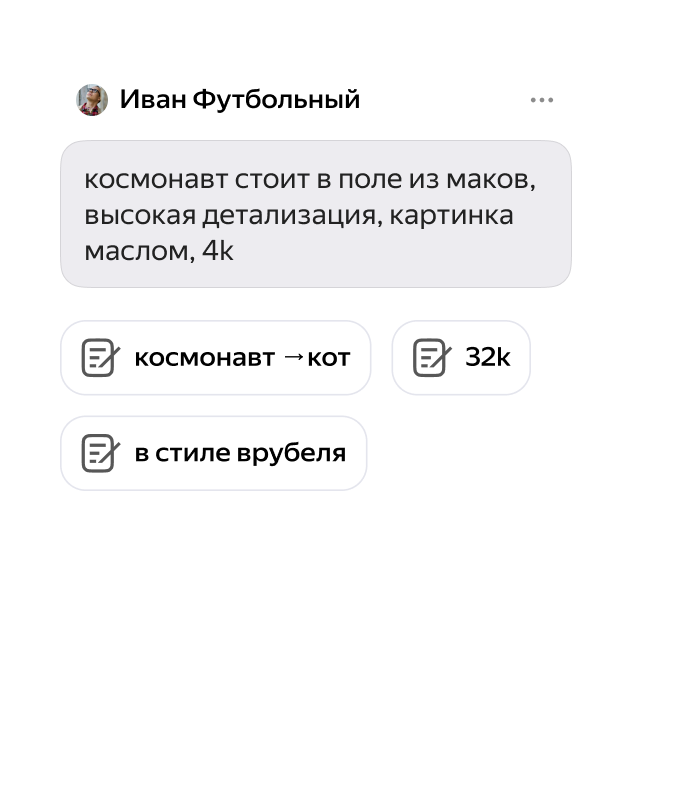 Иван Футбольный
космонавт стоит в поле из маков,
высокая детализация, картинка
маслом, 4k
космонавт →кот
32k
в стиле врубеля